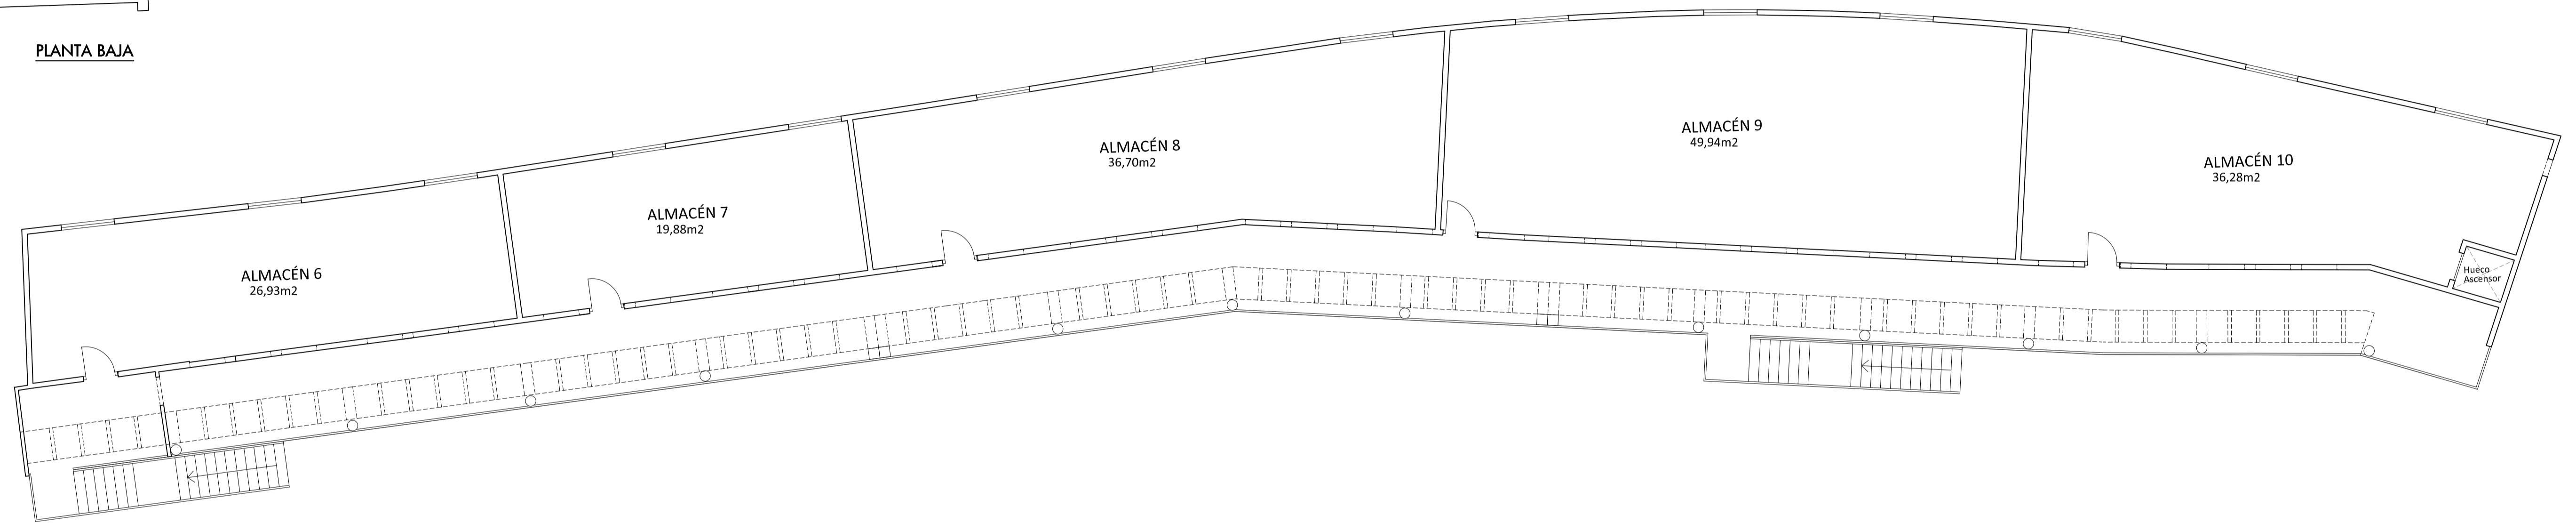 PLANTA BAJA
ALMACÉN 6
26,93m2
ALMACÉN 7
19,88m2
ALMACÉN 8
36,70m2
ALMACÉN 9
49,94m2
ALMACÉN 10
36,28m2
Hueco
Ascensor